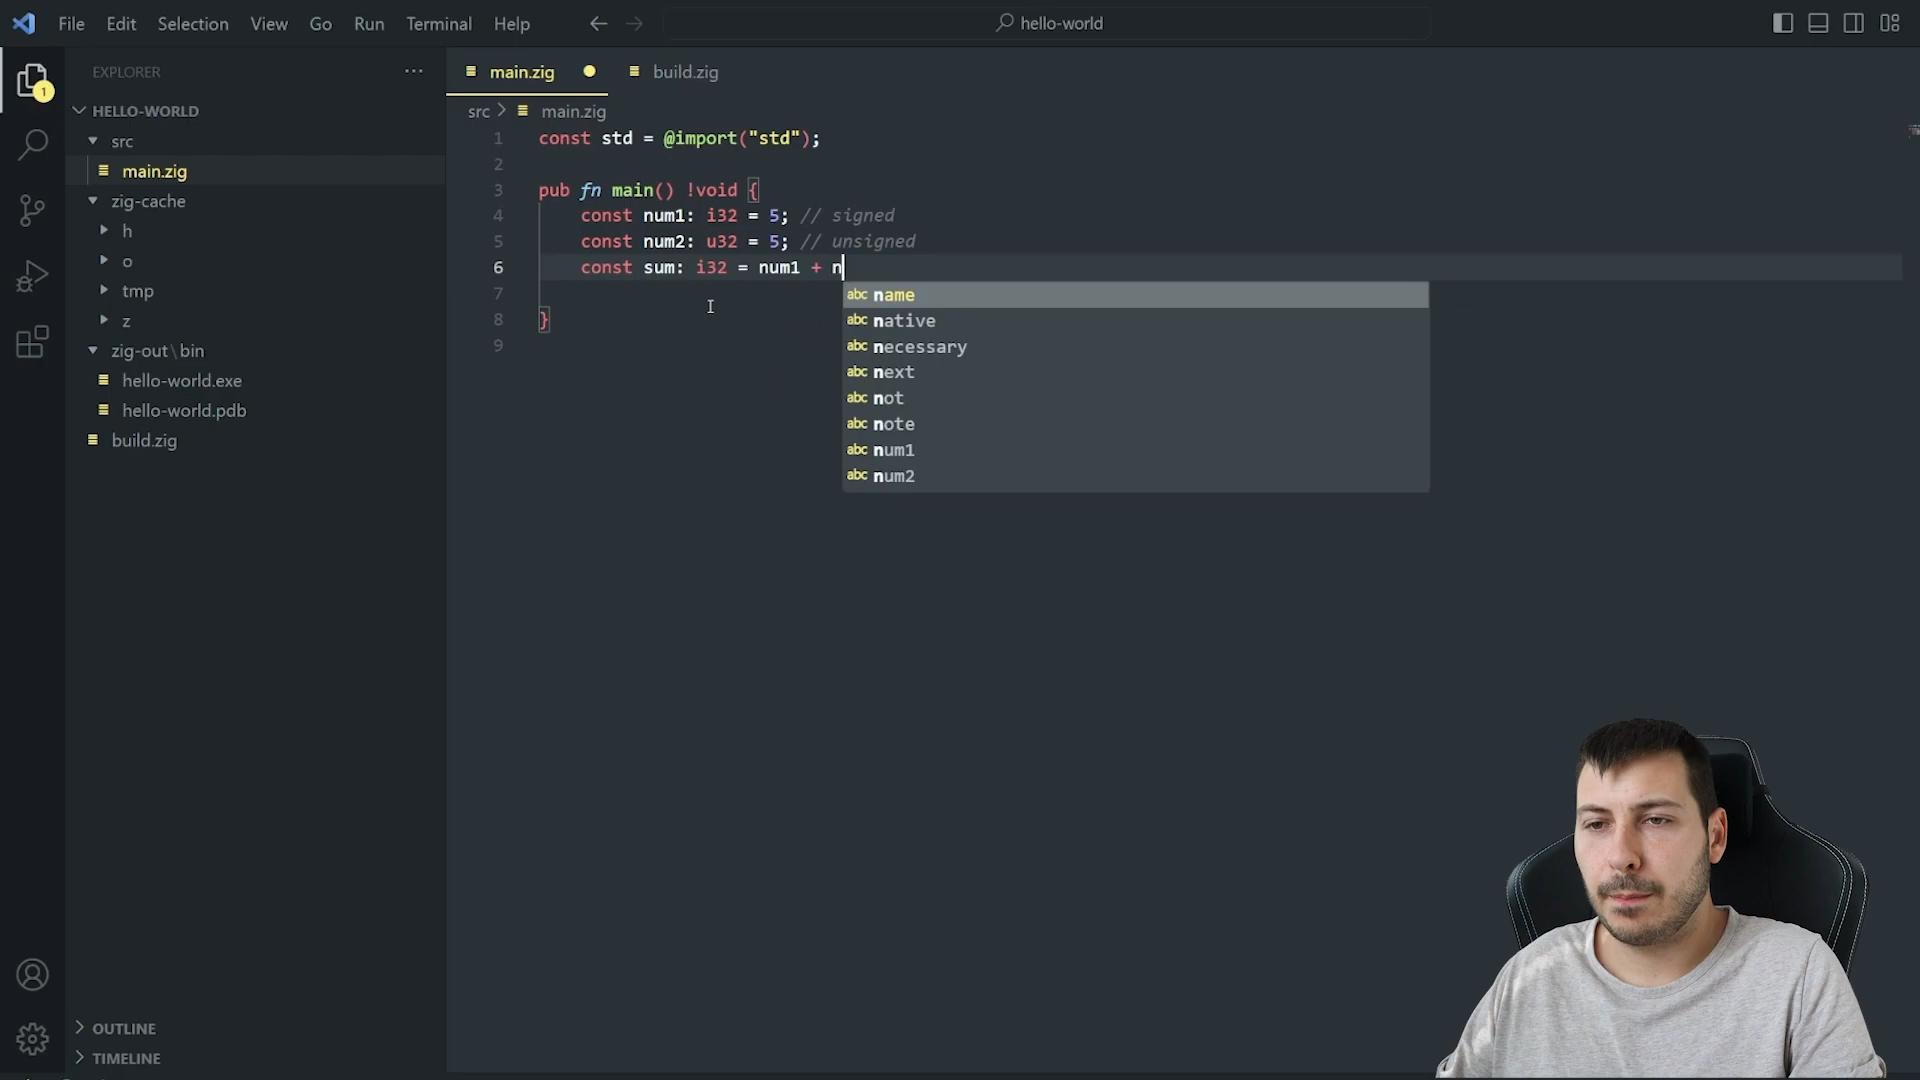 File Edit Selection View Go Run Terminal Help
hello-world
EXPLORER
HELLO-WORLD
src
main.zig
zig-cache
h
o
tmp
z
zig-out\bin
hello-world.exe
hello-world.pdb
build.zig
OUTLINE
TIMELINE
1
main.zig build.zig
src > main.zig
1 const std = @import("std");
2
3 pub fn main() !void {
4 const num1: i32 = 5; // signed
5 const num2: u32 = 5; // unsigned
6 const sum: i32 = num1 + n
7
8 }
9
abc name
abc native
abc necessary
abc next
abc not
abc note
abc num1
abc num2